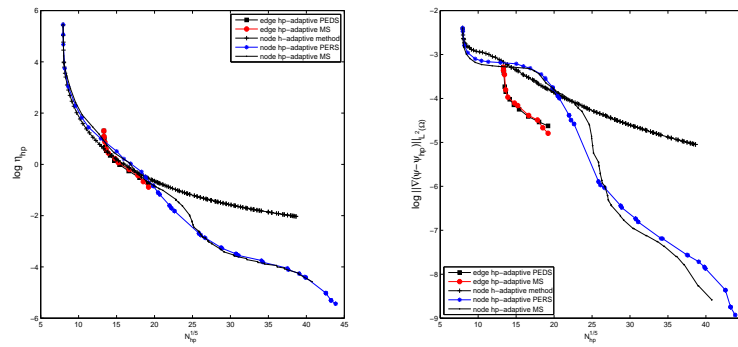 6
4
2
0
−2
−4
−6
log η_hp
5 10 15 20 25 30 35 40 45
N_hp^1/5
edge hp−adaptive PEDS
edge hp−adaptive MS
node h−adaptive method
node hp−adaptive PERS
node hp−adaptive MS
−2
−3
−4
−5
−6
−7
−8
−9
log ||∇(ψ−ψ_hp)||_L²(Ω)
5 10 15 20 25 30 35 40
N_hp^1/5
edge hp−adaptive PEDS
edge hp−adaptive MS
node h−adaptive method
node hp−adaptive PERS
node hp−adaptive MS